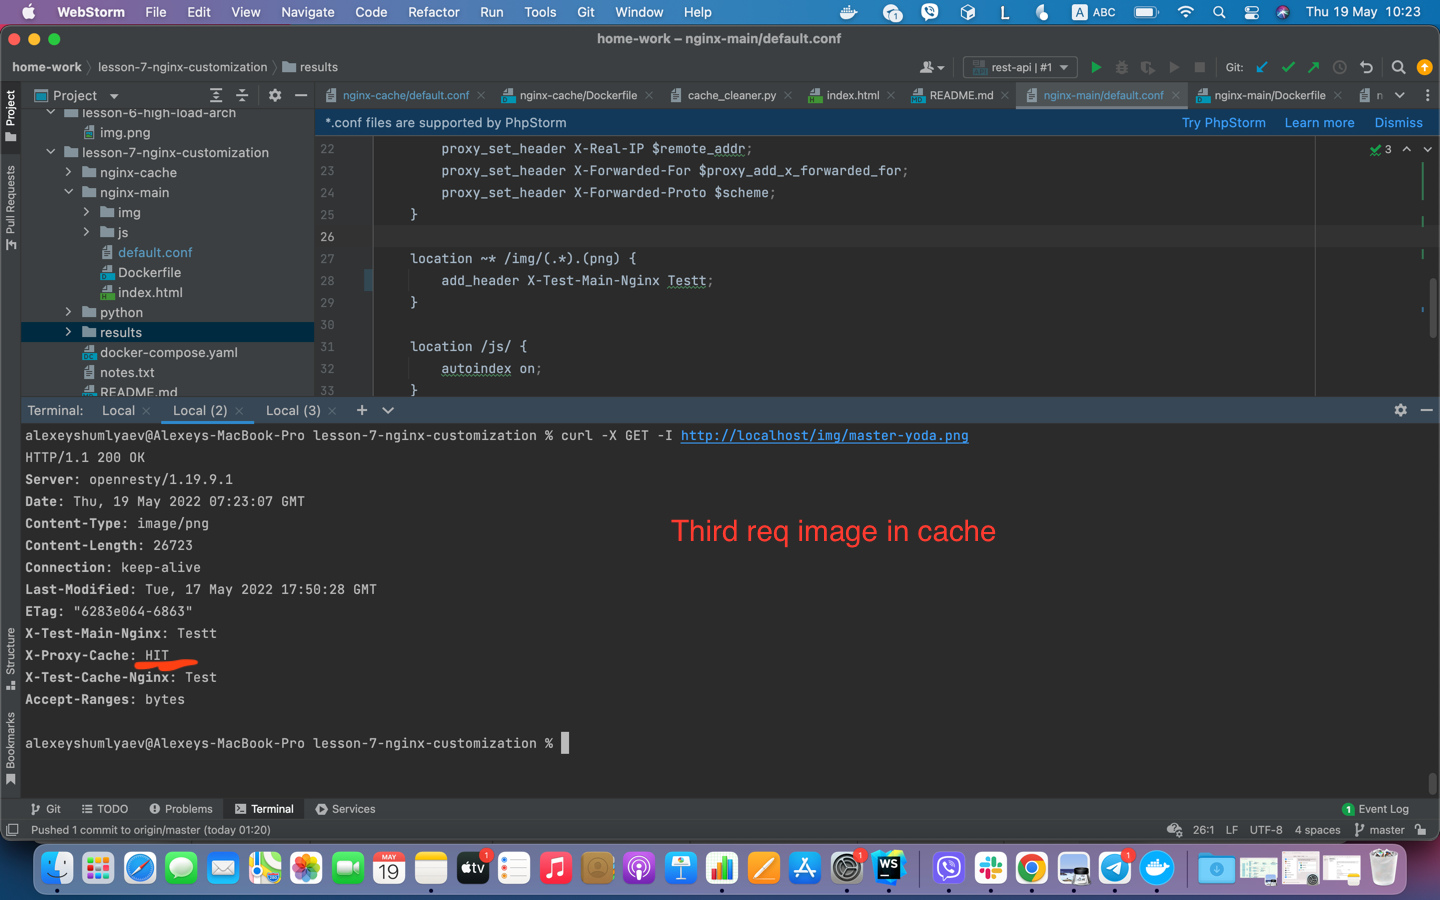 WebStorm File Edit View Navigate Code Refactor Run Tools Git Window Help
ABC Thu 19 May 10:23
home-work – nginx-main/default.conf
home-work lesson-7-nginx-customization results
rest-api | #1 Git:
Project
nginx-cache/default.conf nginx-cache/Dockerfile cache_cleaner.py index.html README.md nginx-main/default.conf nginx-main/Dockerfile n
*.conf files are supported by PhpStorm Try PhpStorm Learn more Dismiss
Project
Pull Requests
Structure
Bookmarks
lesson-6-high-load-arch
img.png
lesson-7-nginx-customization
nginx-cache
nginx-main
img
js
default.conf
Dockerfile
index.html
python
results
docker-compose.yaml
notes.txt
README.md
3
22 proxy_set_header X-Real-IP $remote_addr;
23 proxy_set_header X-Forwarded-For $proxy_add_x_forwarded_for;
24 proxy_set_header X-Forwarded-Proto $scheme;
25 }
26
27 location ~* /img/(.*).(png) {
28 add_header X-Test-Main-Nginx Testt;
29 }
30
31 location /js/ {
32 autoindex on;
33 }
Terminal: Local Local (2) Local (3)
alexeyshumlyaev@Alexeys-MacBook-Pro lesson-7-nginx-customization % curl -X GET -I http://localhost/img/master-yoda.png
HTTP/1.1 200 OK
Server: openresty/1.19.9.1
Date: Thu, 19 May 2022 07:23:07 GMT
Content-Type: image/png
Content-Length: 26723
Connection: keep-alive
Last-Modified: Tue, 17 May 2022 17:50:28 GMT
ETag: "6283e064-6863"
X-Test-Main-Nginx: Testt
X-Proxy-Cache: HIT
X-Test-Cache-Nginx: Test
Accept-Ranges: bytes
Third req image in cache
alexeyshumlyaev@Alexeys-MacBook-Pro lesson-7-nginx-customization %
Git TODO Problems Terminal Services 1 Event Log
Pushed 1 commit to origin/master (today 01:20) 26:1 LF UTF-8 4 spaces master
MAY
19
tv
1
1
WS
1